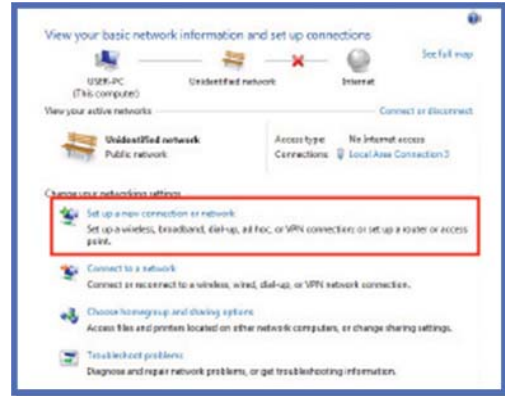 View your basic network information and set up connections
See full map
USER-PC
(This computer)
Unidentified network
Internet
View your active networks
Connect or disconnect
Unidentified network
Public network
Access type: No Internet access
Connections: Local Area Connection 3
Change your networking settings
Set up a new connection or network
Set up a wireless, broadband, dial-up, ad hoc, or VPN connection; or set up a router or access
point.
Connect to a network
Connect or reconnect to a wireless, wired, dial-up, or VPN network connection.
Choose homegroup and sharing options
Access files and printers located on other network computers, or change sharing settings.
Troubleshoot problems
Diagnose and repair network problems, or get troubleshooting information.